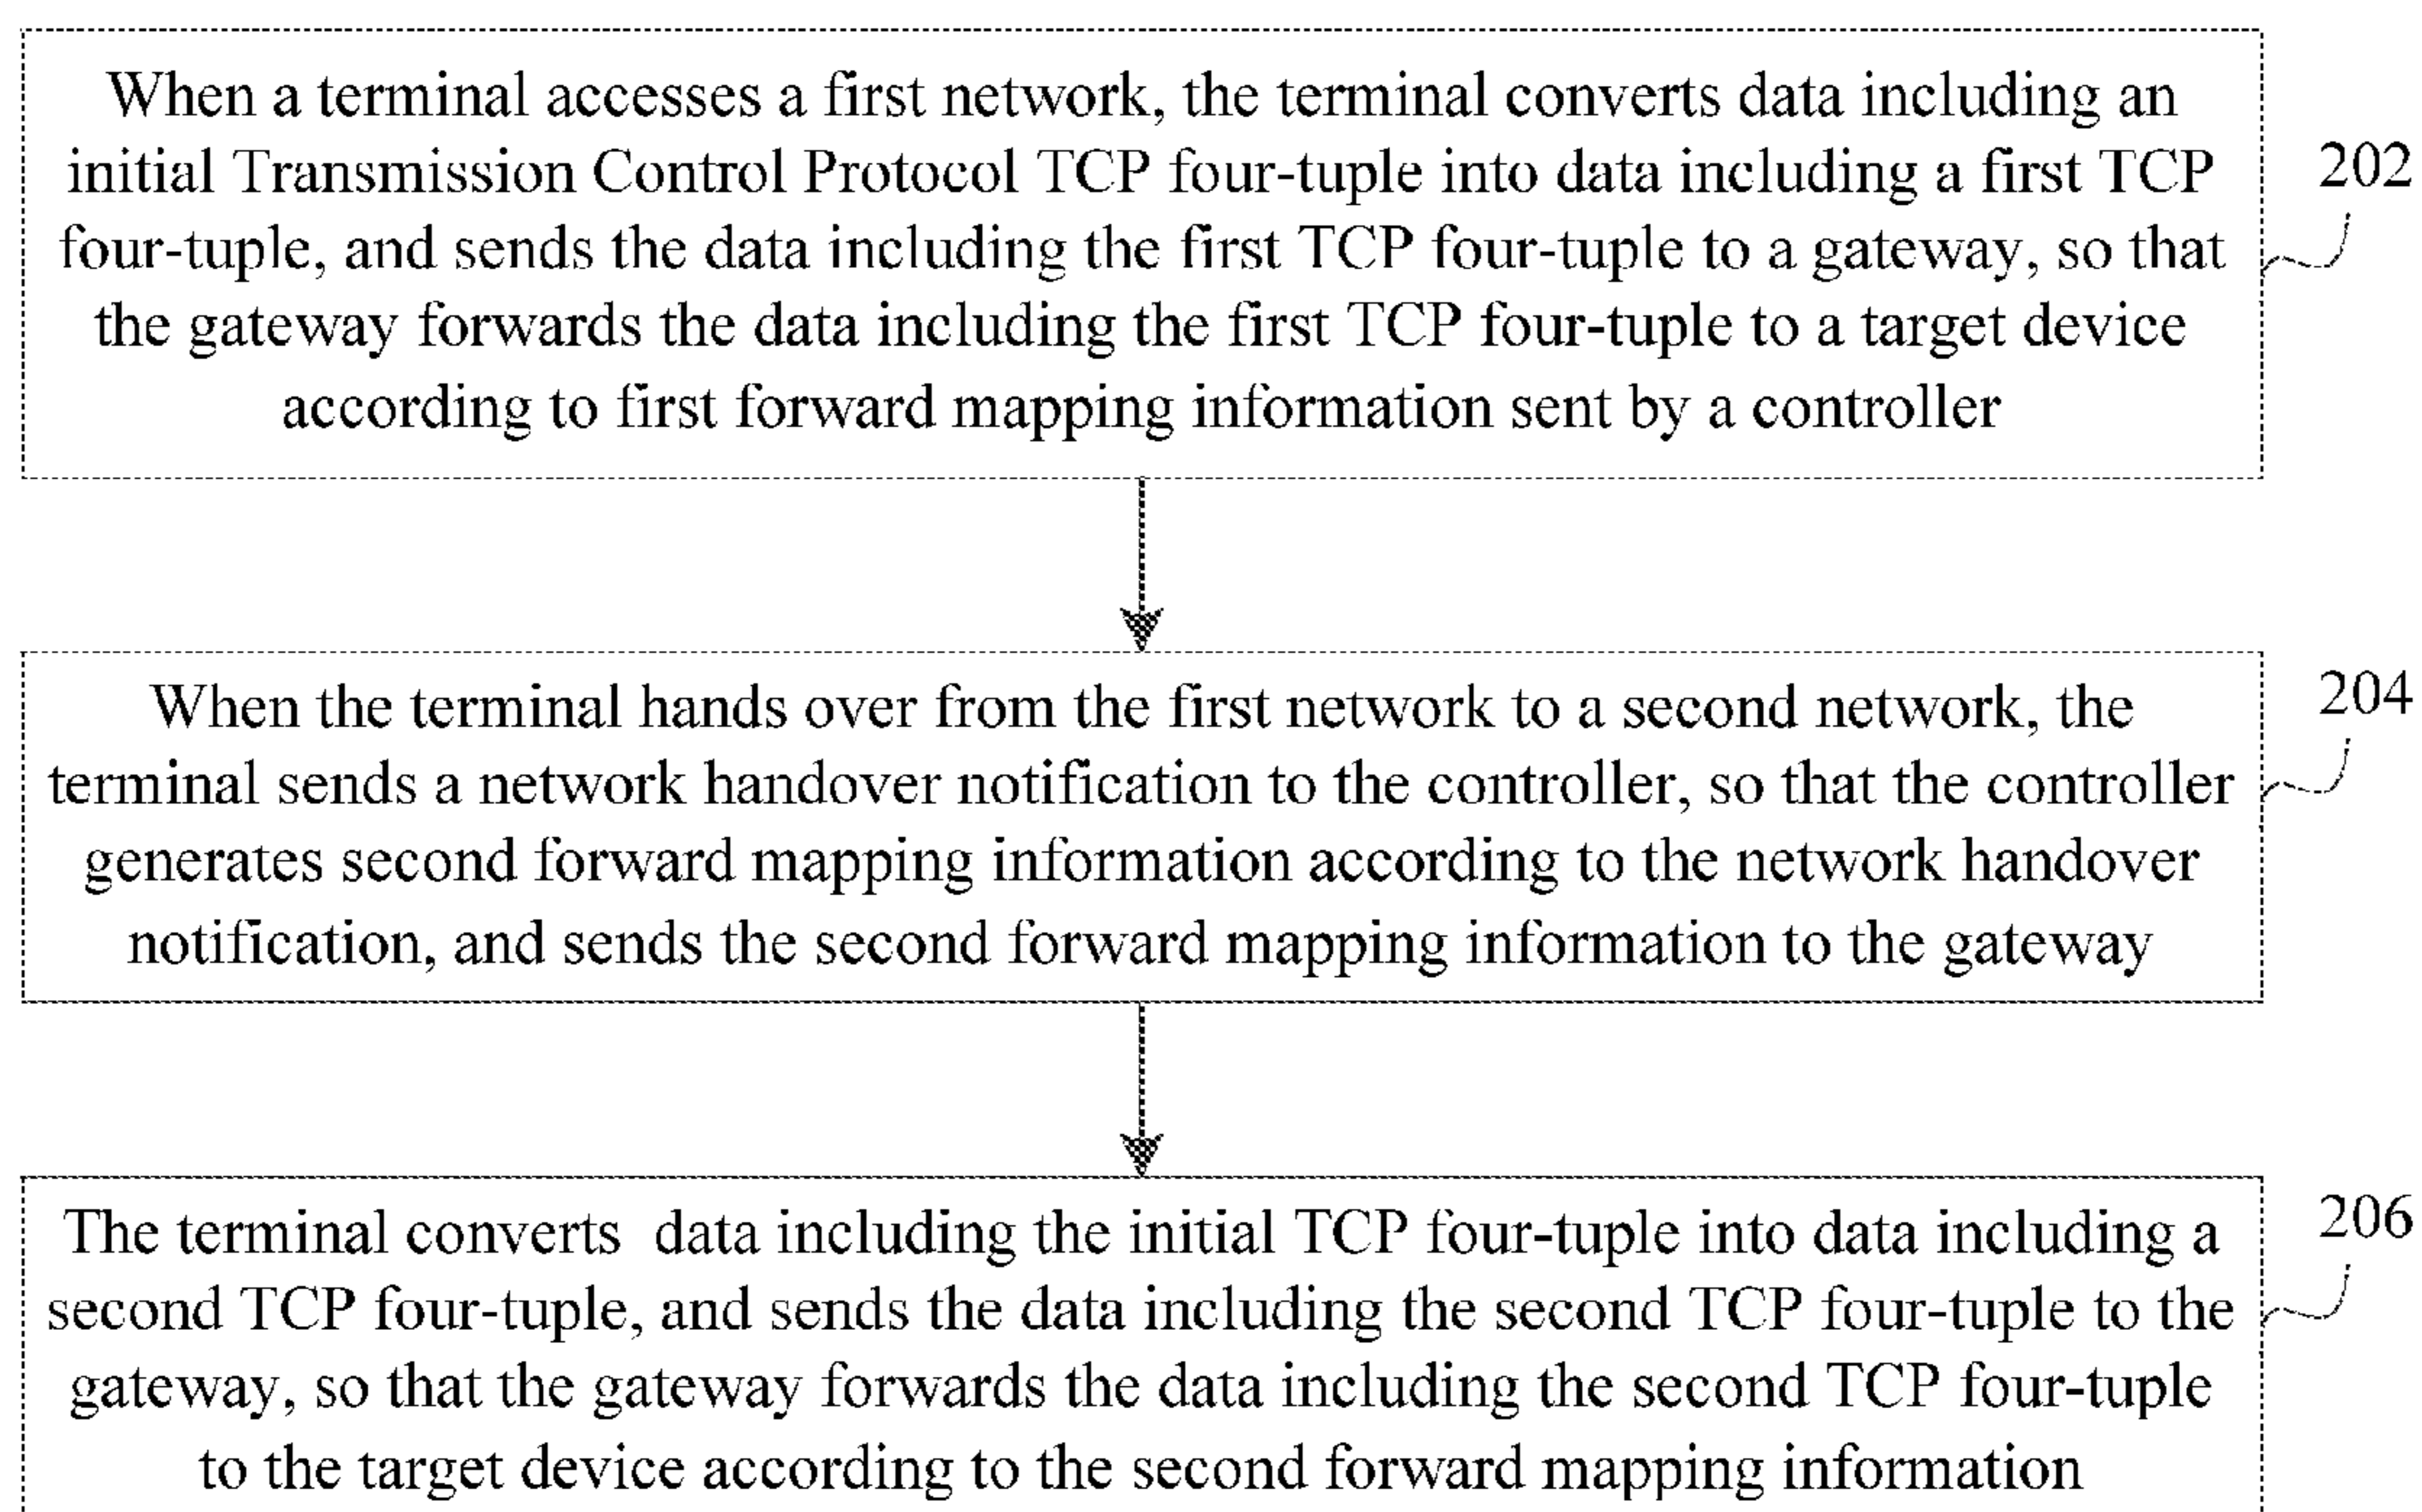 When a terminal accesses a first network, the terminal converts data including an
initial Transmission Control Protocol TCP four-tuple into data including a first TCP
four-tuple, and sends the data including the first TCP four-tuple to a gateway, so that
the gateway forwards the data including the first TCP four-tuple to a target device
according to first forward mapping information sent by a controller
202
When the terminal hands over from the first network to a second network, the
terminal sends a network handover notification to the controller, so that the controller
generates second forward mapping information according to the network handover
notification, and sends the second forward mapping information to the gateway
204
The terminal converts data including the initial TCP four-tuple into data including a
second TCP four-tuple, and sends the data including the second TCP four-tuple to the
gateway, so that the gateway forwards the data including the second TCP four-tuple
to the target device according to the second forward mapping information
206